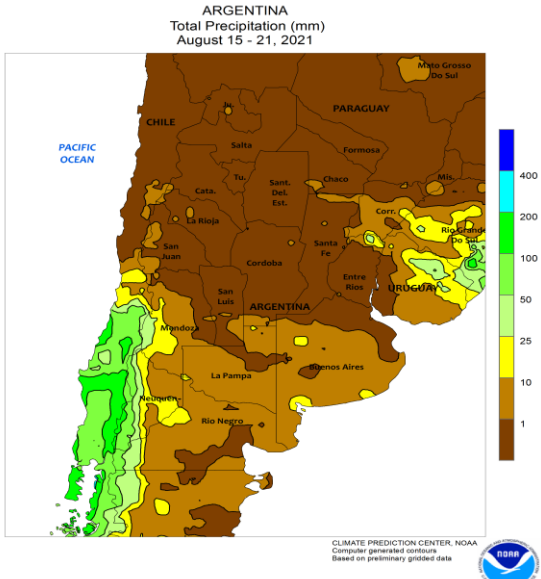 ARGENTINA
Total Precipitation (mm)
August 15 - 21, 2021
Mato Grosso
Do Sul
Ju.
PARAGUAY
CHILE
PACIFIC
OCEAN
Salta
Formosa
Tu.
Chaco
Mis.
Cata.
Sant.
Del.
Est.
Corr.
La Rioja
Rio Grande
Do Sul
Santa
Fe
San
Juan
Cordoba
Entre
Rios
URUGUAY
San
Luis
ARGENTINA
Mendoza
Buenos Aires
La Pampa
Neuquen
Rio Negro
400
200
100
50
25
10
1
CLIMATE PREDICTION CENTER, NOAA
Computer generated contours
Based on preliminary gridded data
NOAA